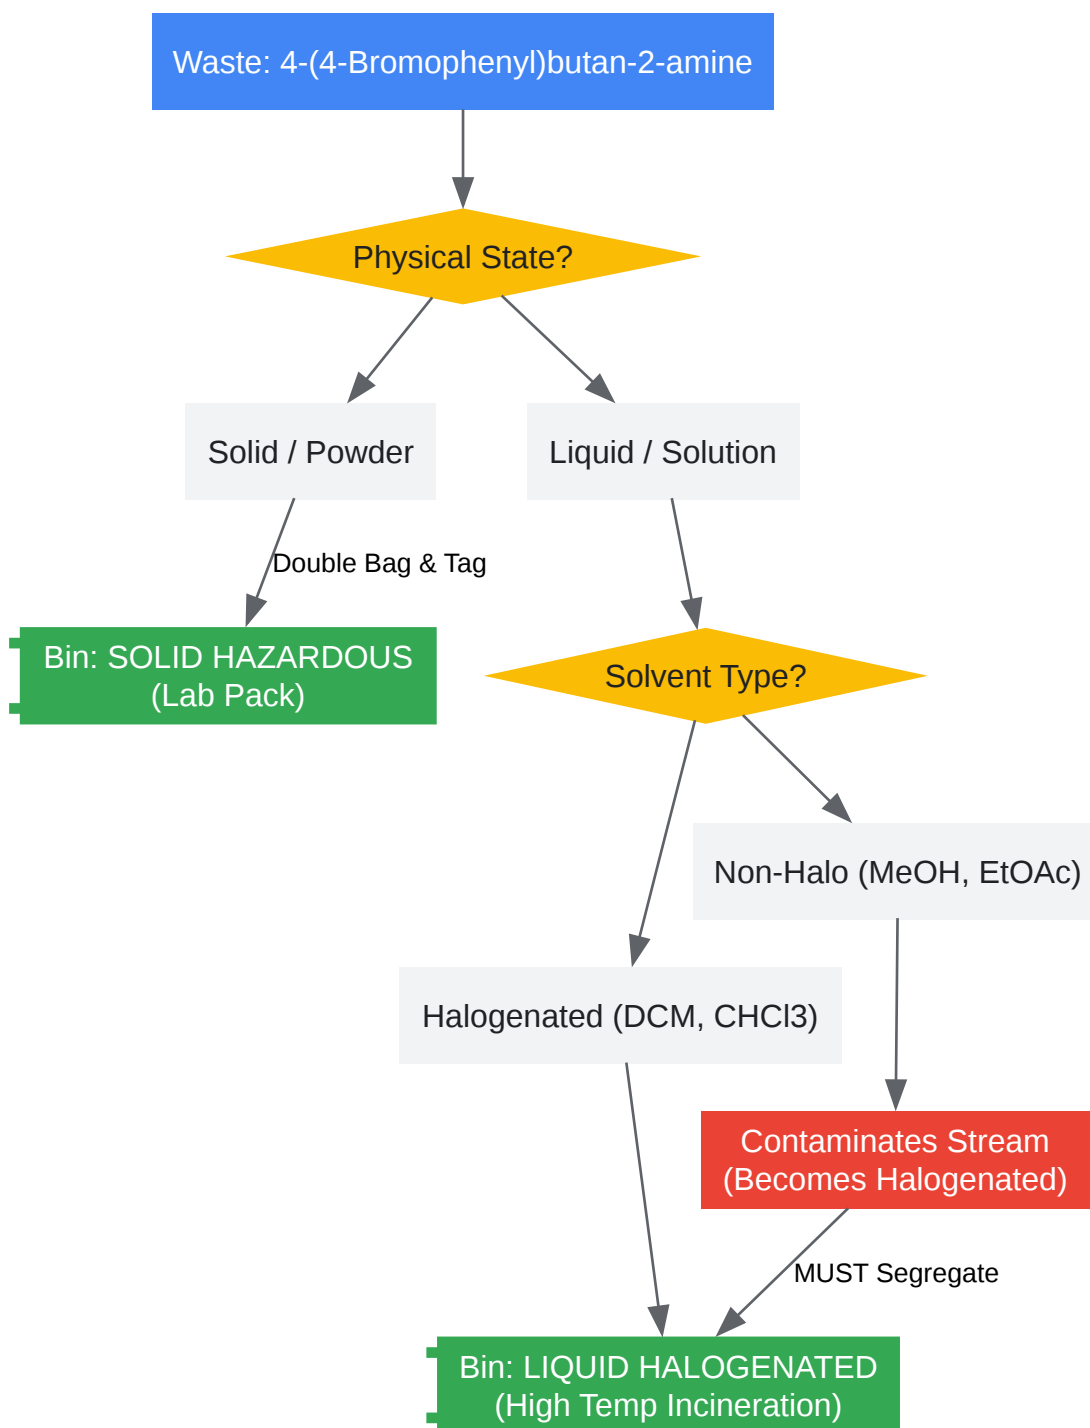 Waste: 4-(4-Bromophenyl)butan-2-amine
Physical State?
Solid / Powder
Liquid / Solution
Double Bag & Tag
Bin: SOLID HAZARDOUS
(Lab Pack)
Solvent Type?
Non-Halo (MeOH, EtOAc)
Halogenated (DCM, CHCl3)
Contaminates Stream
(Becomes Halogenated)
MUST Segregate
Bin: LIQUID HALOGENATED
(High Temp Incineration)